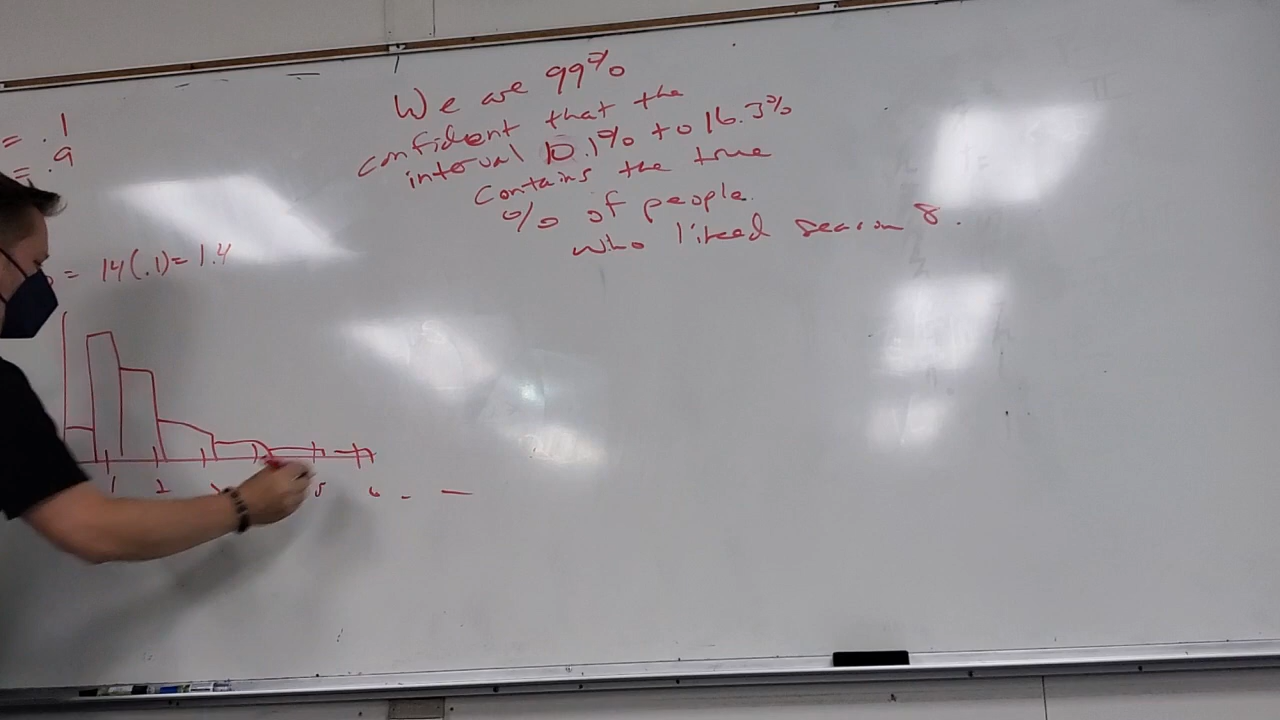 = .1
= .9
= 14(.1) = 1.4
We are 99%
confident that the
interval 10.1% to 16.3%
contains the true
% of people
who liked season 8.
1 2 5 6